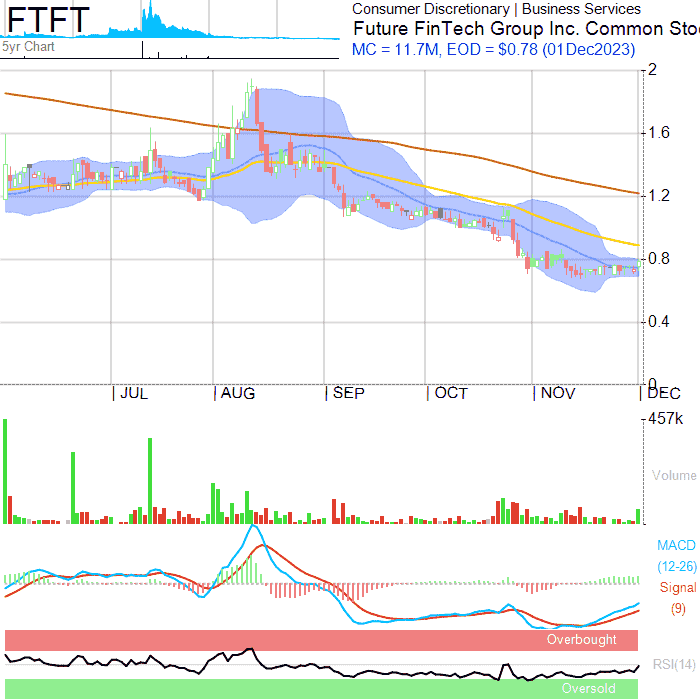 FTFT
5yr Chart
Consumer Discretionary | Business Services
Future FinTech Group Inc. Common Sto
MC = 11.7M, EOD = $0.78 (01Dec2023)
2
1.6
1.2
0.8
0.4
0
JUL AUG SEP OCT NOV DEC
457k
Volume
MACD
(12-26)
Signal
(9)
Overbought
RSI(14)
Oversold